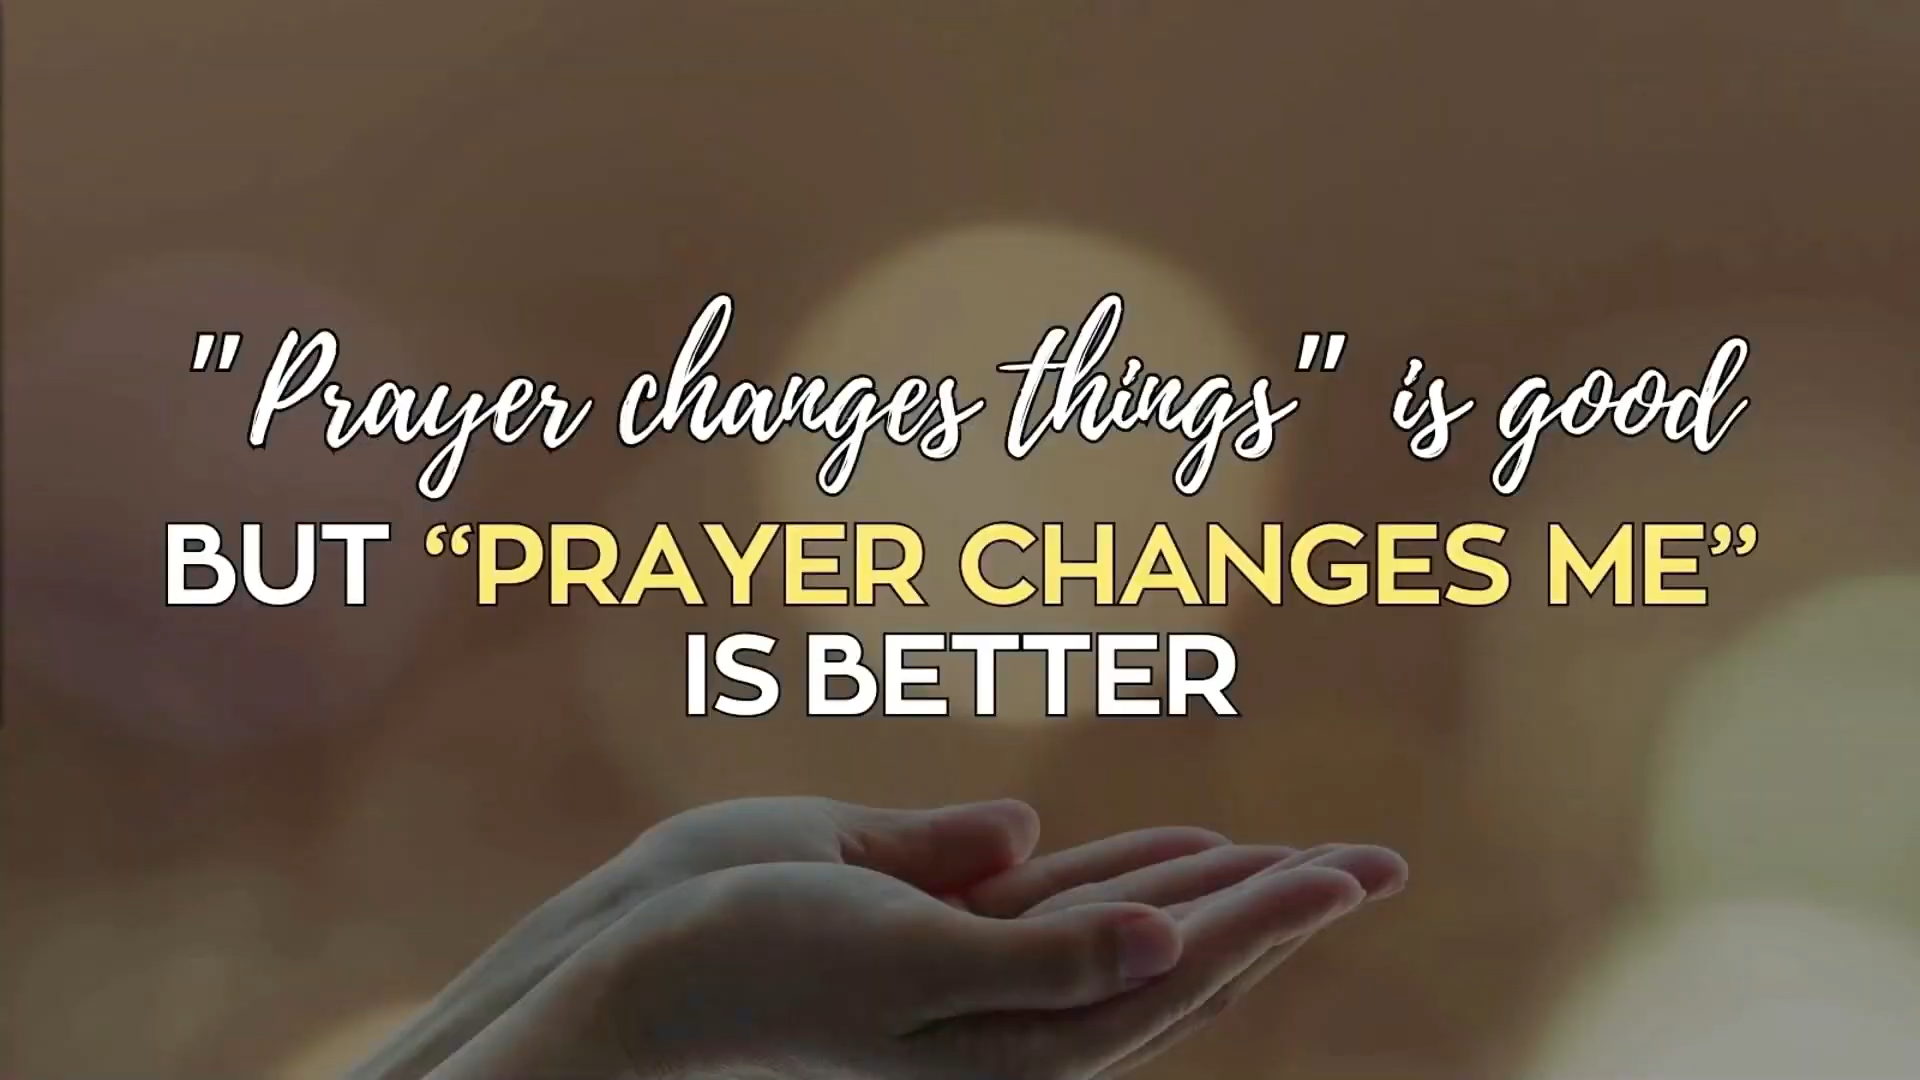 "Prayer changes things" is good
BUT “PRAYER CHANGES ME”
IS BETTER